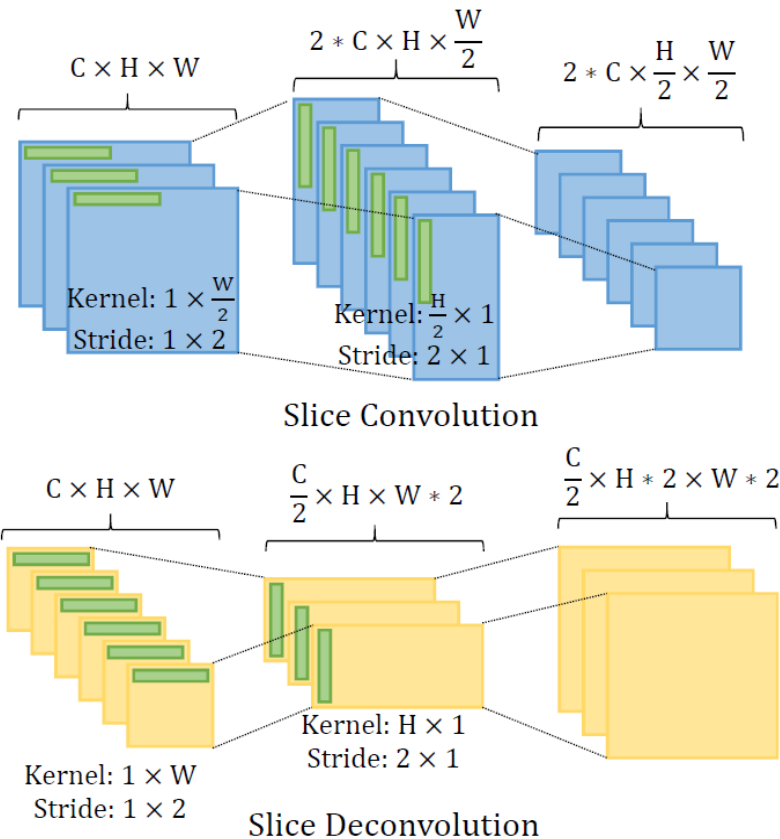 C × H × W
2 ∗ C × H × W/2
2 ∗ C × H/2 × W/2
Kernel: 1 × W/2
Stride: 1 × 2
Kernel: H/2 × 1
Stride: 2 × 1
Slice Convolution
C × H × W
C/2 × H × W ∗ 2
C/2 × H ∗ 2 × W ∗ 2
Kernel: 1 × W
Stride: 1 × 2
Kernel: H × 1
Stride: 2 × 1
Slice Deconvolution